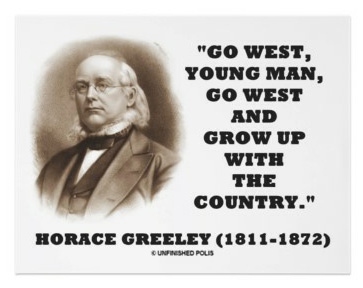 "GO WEST,
YOUNG MAN,
GO WEST
AND
GROW UP
WITH
THE
COUNTRY."
HORACE GREELEY (1811-1872)
© UNFINISHED POLIS